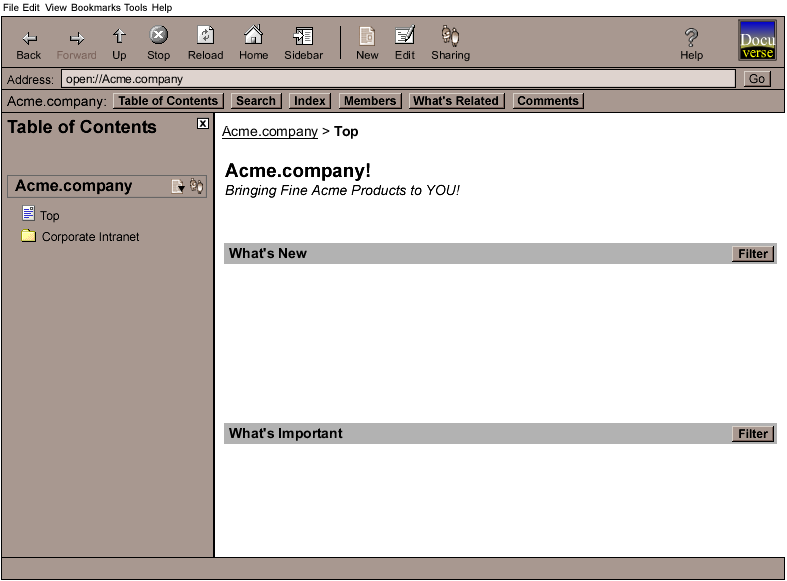 File Edit View Bookmarks Tools Help
Back Forward Up Stop Reload Home Sidebar New Edit Sharing Help
Docu
verse
Address: open://Acme.company Go
Acme.company: Table of Contents Search Index Members What's Related Comments
Table of Contents
Acme.company > Top
Acme.company!
Bringing Fine Acme Products to YOU!
Acme.company
Top
Corporate Intranet
What's New Filter
What's Important Filter